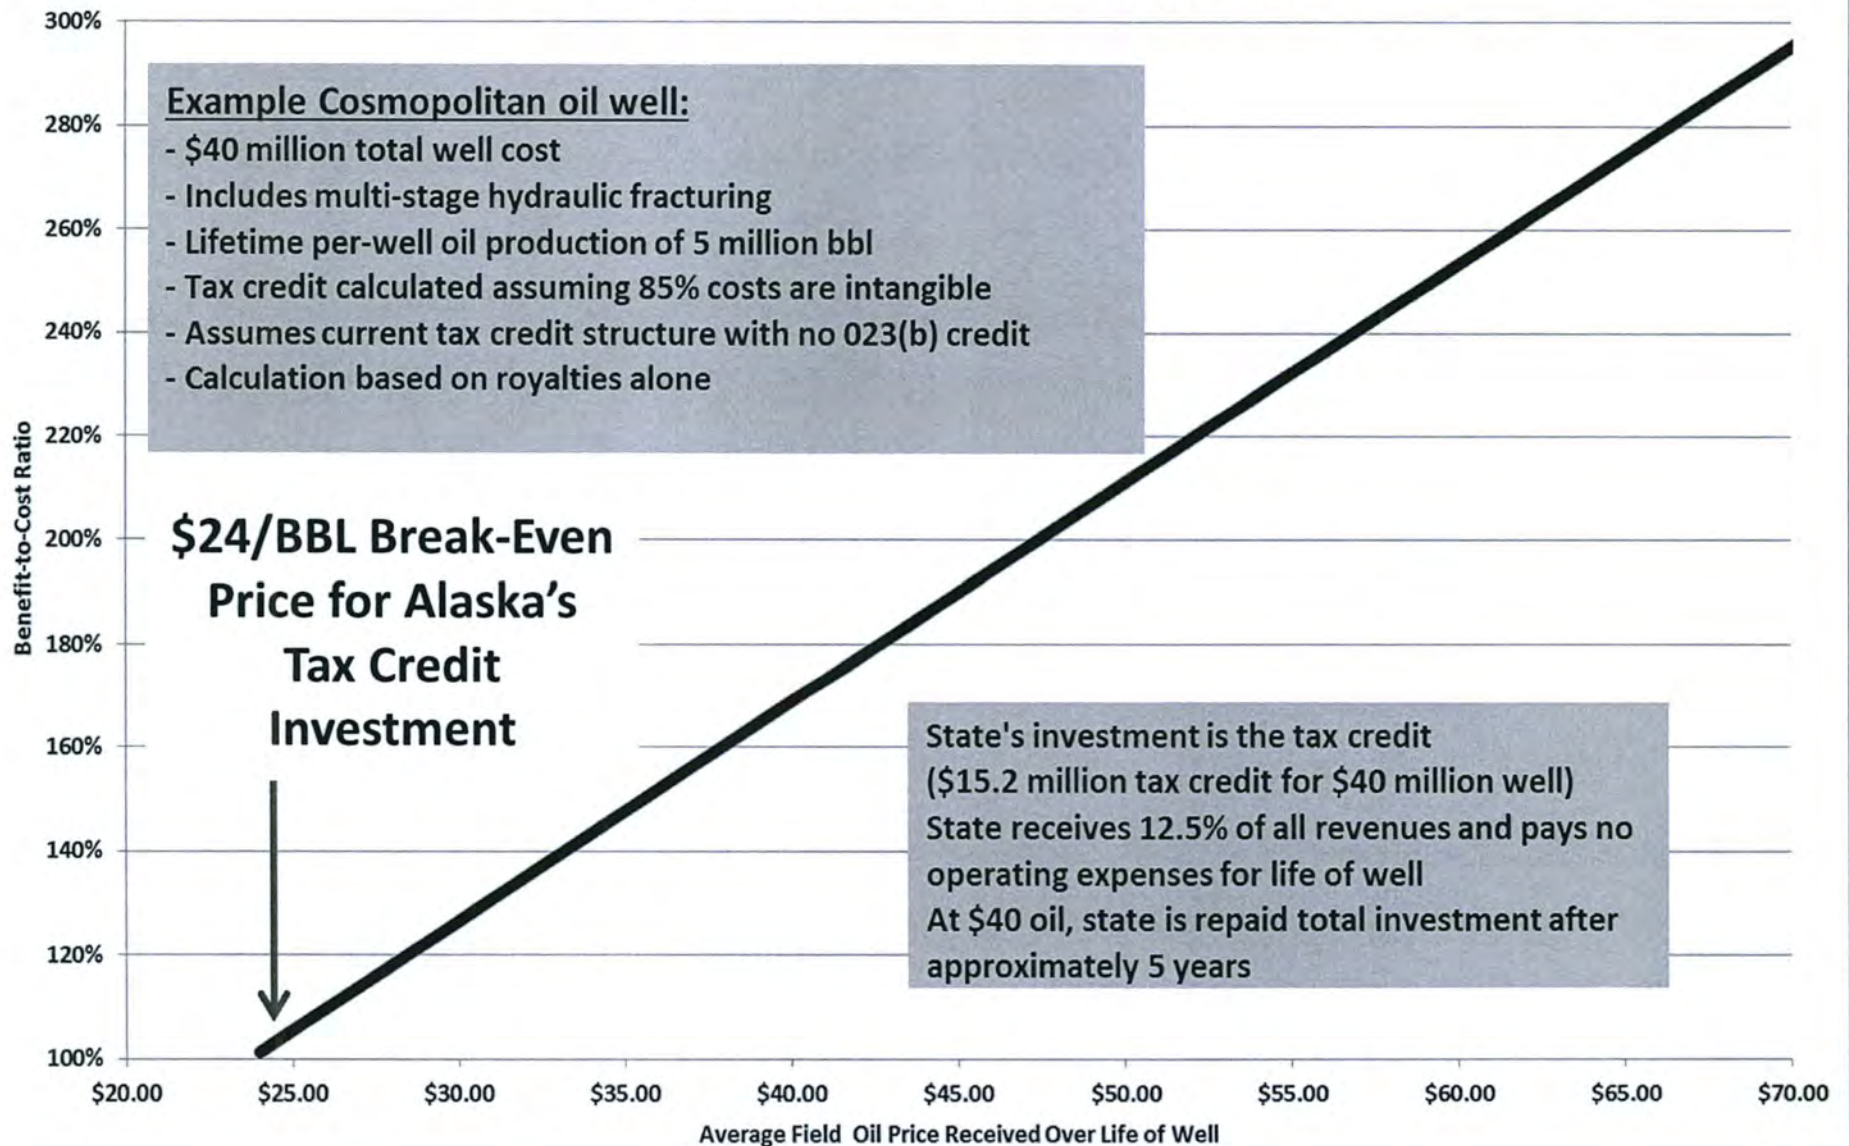 300%
280%
260%
240%
220%
200%
180%
160%
140%
120%
100%
Benefit-to-Cost Ratio
Example Cosmopolitan oil well:
- $40 million total well cost
- Includes multi-stage hydraulic fracturing
- Lifetime per-well oil production of 5 million bbl
- Tax credit calculated assuming 85% costs are intangible
- Assumes current tax credit structure with no 023(b) credit
- Calculation based on royalties alone
$24/BBL Break-Even
Price for Alaska's
Tax Credit
Investment
State's investment is the tax credit
($15.2 million tax credit for $40 million well)
State receives 12.5% of all revenues and pays no
operating expenses for life of well
At $40 oil, state is repaid total investment after
approximately 5 years
$20.00 $25.00 $30.00 $35.00 $40.00 $45.00 $50.00 $55.00 $60.00 $65.00 $70.00
Average Field Oil Price Received Over Life of Well